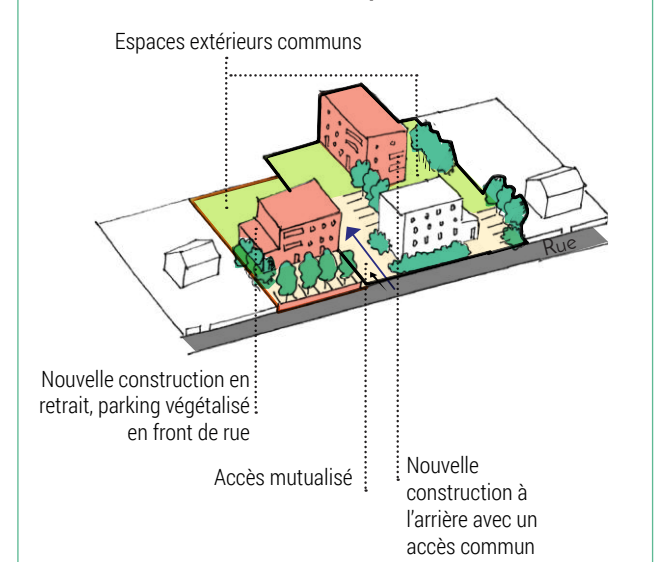 Espaces extérieurs communs
Rue
Nouvelle construction en
retrait, parking végétalisé
en front de rue
Accès mutualisé
Nouvelle
construction à
l'arrière avec un
accès commun